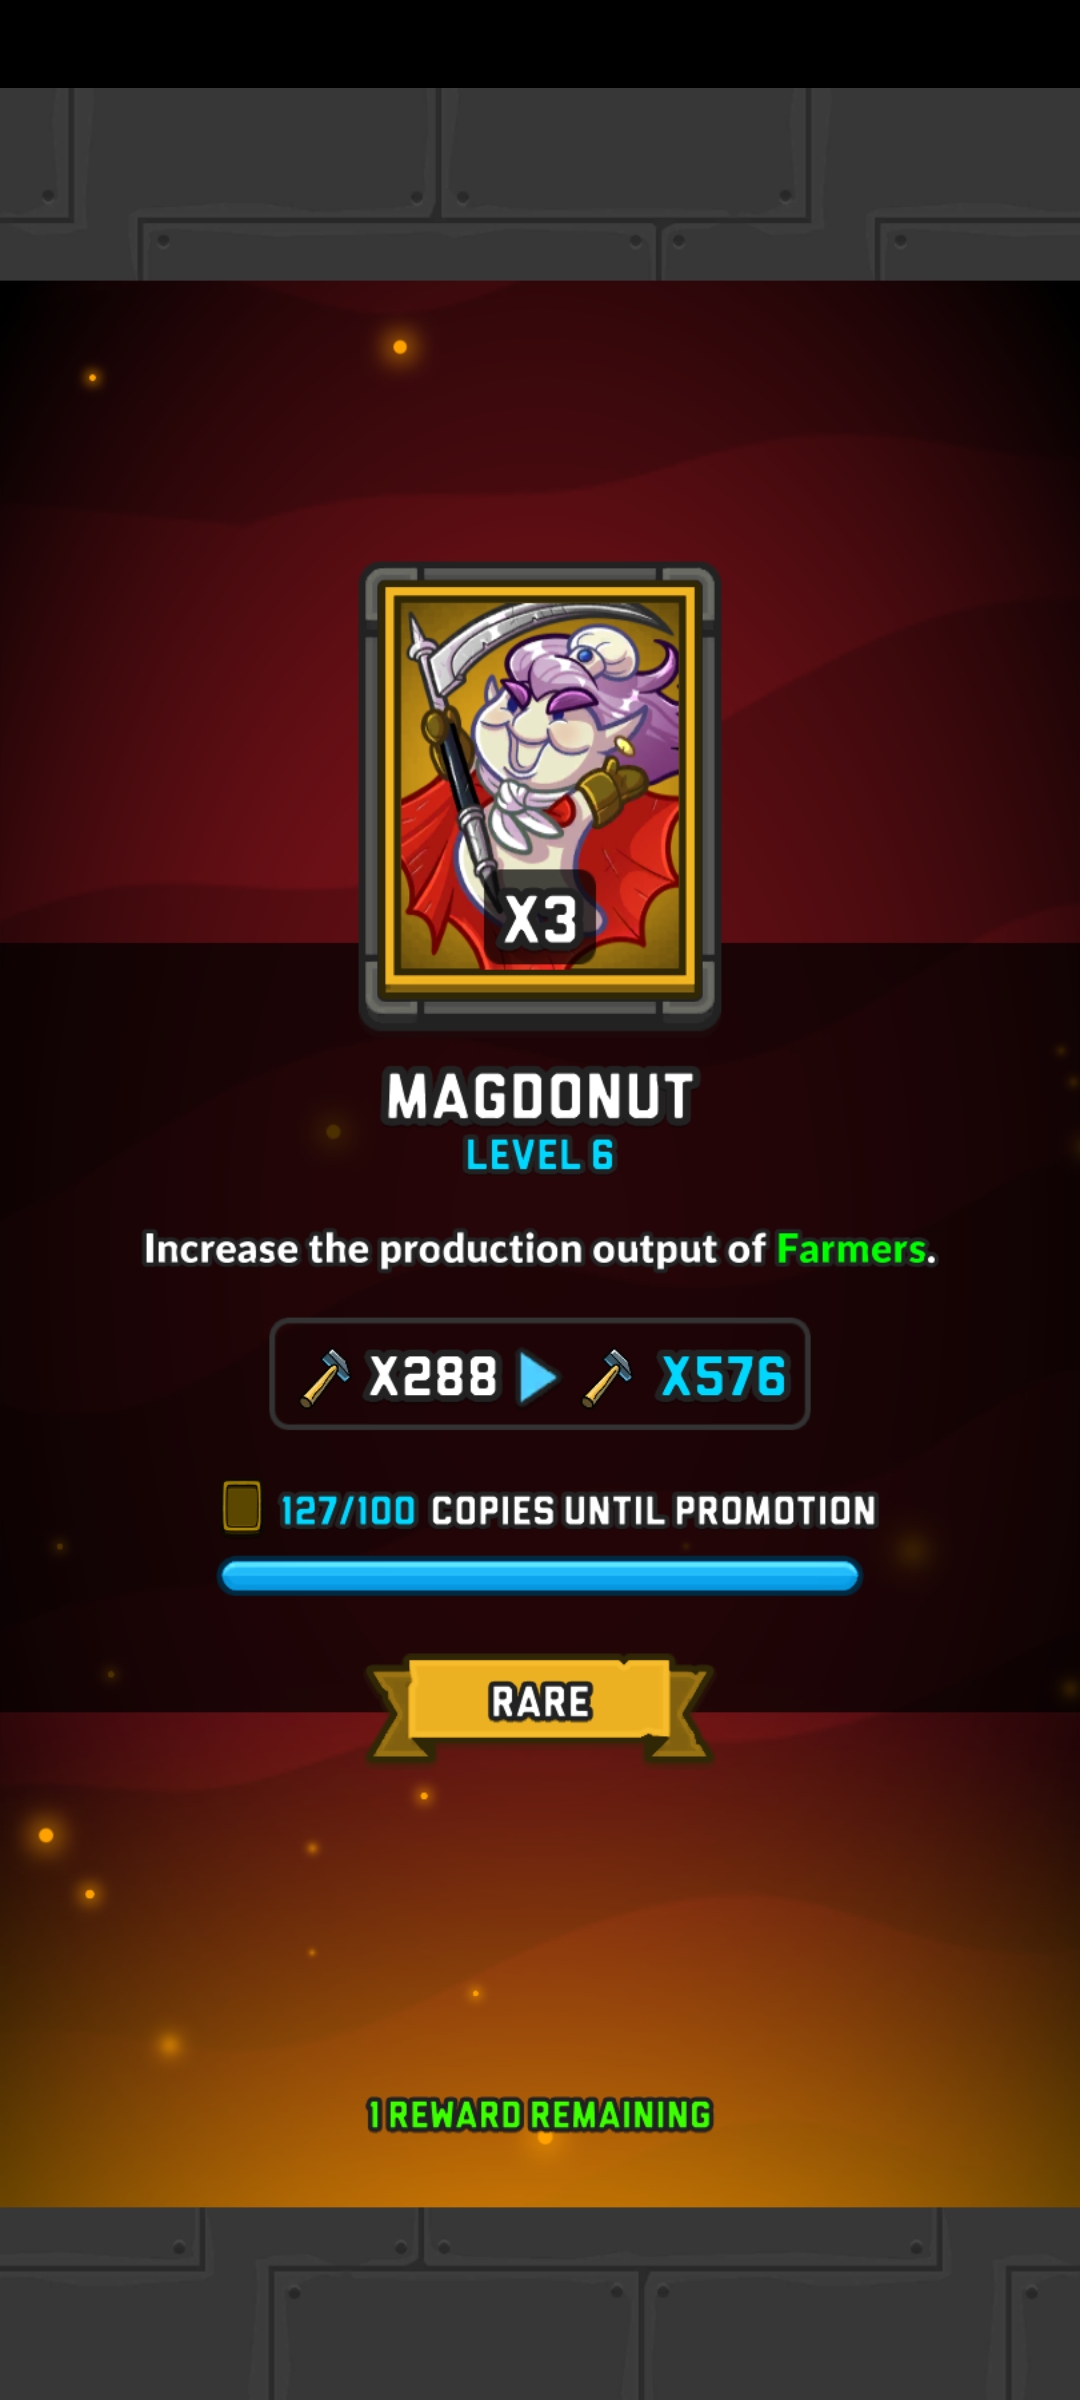 X3
MAGDONUT
LEVEL 6
Increase the production output of Farmers.
X288 X576
127/100 COPIES UNTIL PROMOTION
RARE
1 REWARD REMAINING